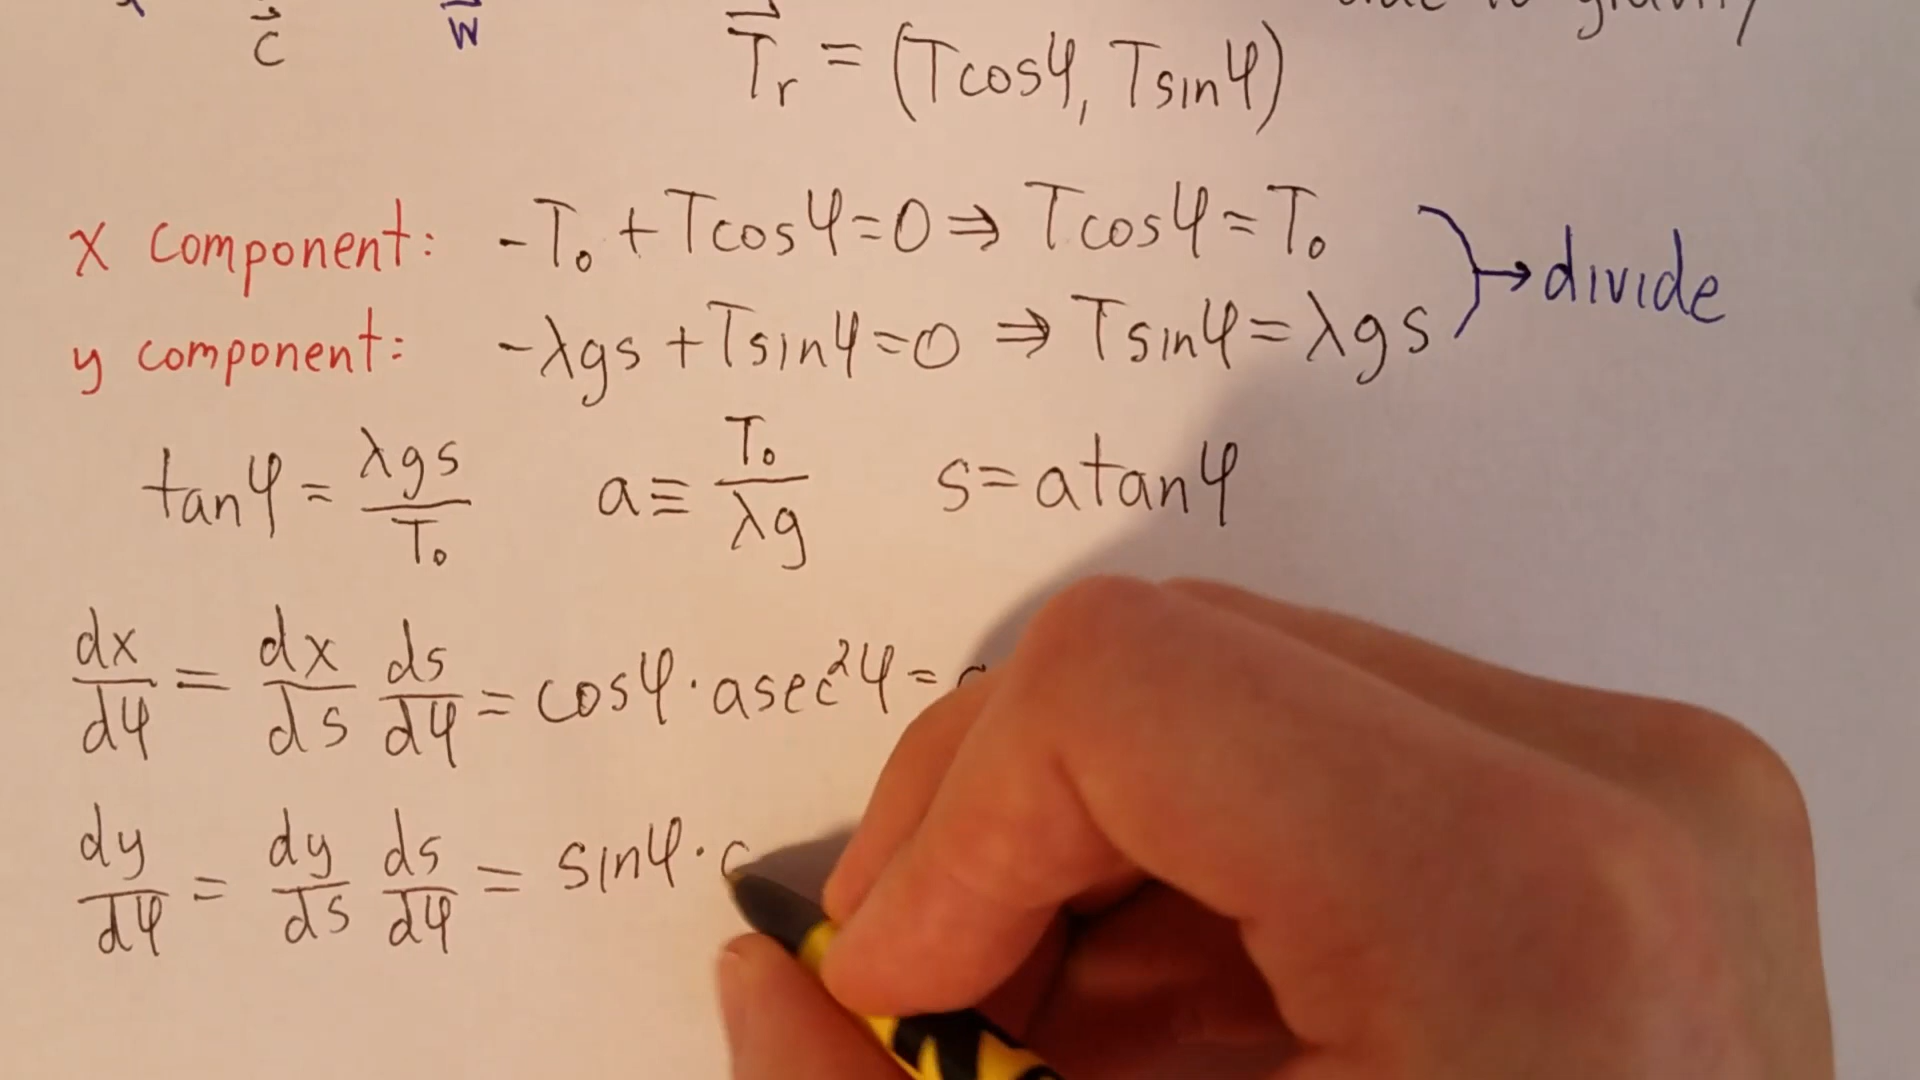 gravity
c⃗ w⃗ T⃗r = (Tcosφ, Tsinφ)
x component: -T₀ + Tcosφ=0 ⇒ Tcosφ=T₀
→ divide
y component: -λgs + Tsinφ=0 ⇒ Tsinφ=λgs
tanφ = λgs/T₀ a ≡ T₀/λg s = atanφ
dx/dφ = dx/ds ds/dφ = cosφ · asec²φ =
dy/dφ = dy/ds ds/dφ = sinφ ·